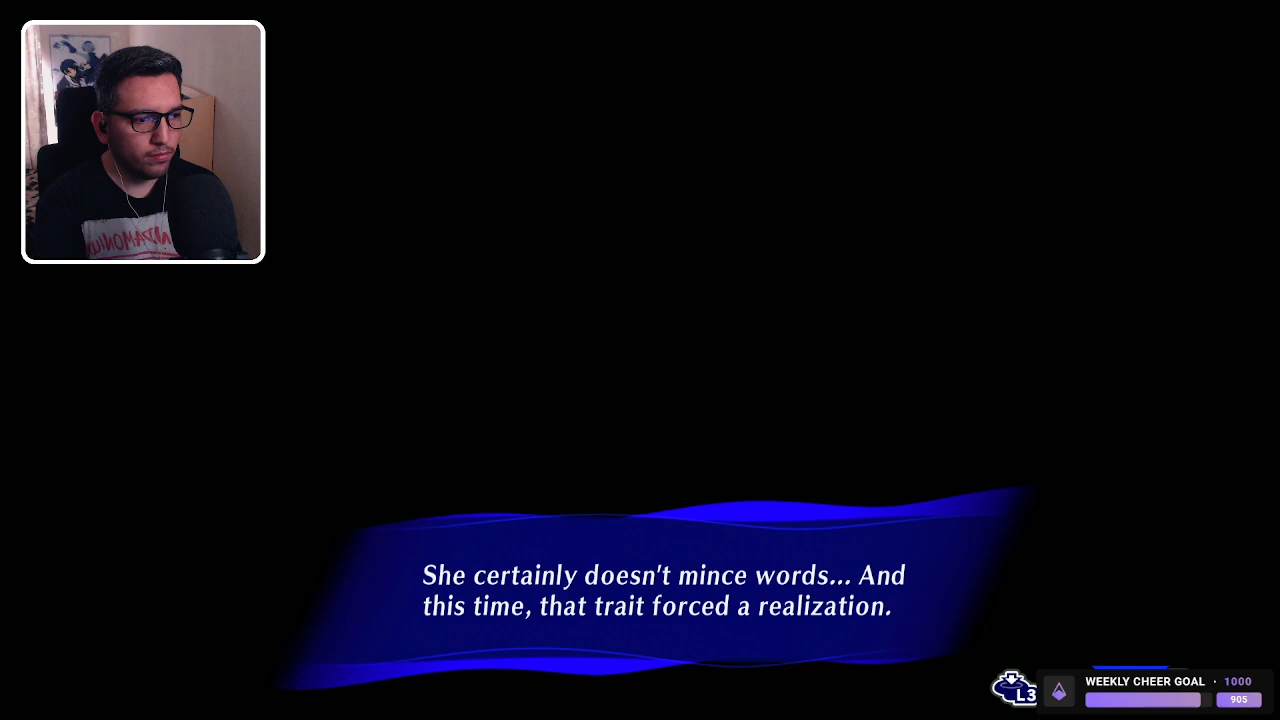 She certainly doesn't mince words... And
this time, that trait forced a realization.
L3
WEEKLY CHEER GOAL · 1000
905